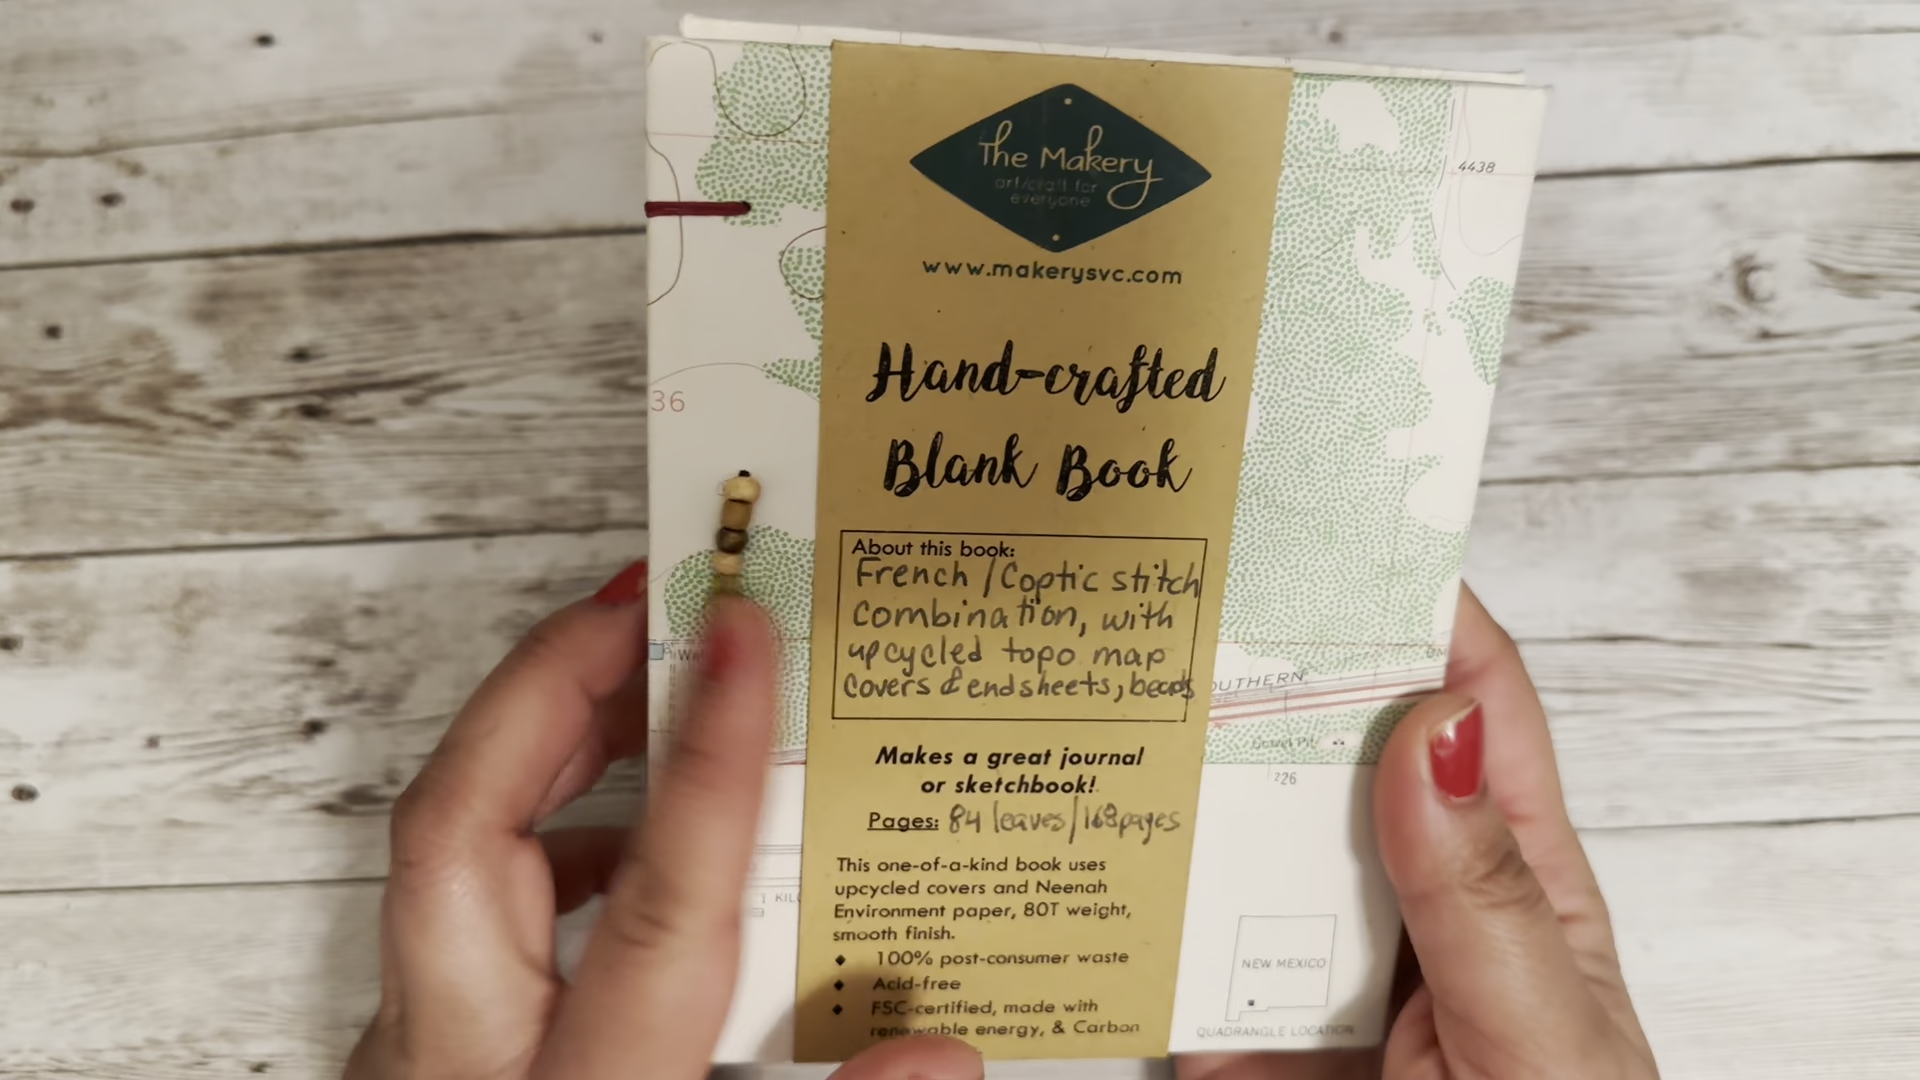 The Makery
art/craft for
everyone
www.makerysvc.com
Hand-crafted
Blank Book
About this book:
French / Coptic stitch
combination, with
upcycled topo map
covers & endsheets, beads
Makes a great journal
or sketchbook!
Pages: 84 leaves/168 pages
This one-of-a-kind book uses
upcycled covers and Neenah
Environment paper, 80T weight,
smooth finish.
♦ 100% post-consumer waste
♦ Acid-free
♦ FSC-certified, made with
renewable energy, & Carbon
4438
36
OUTHERN
Gravel Pit
226
NEW MEXICO
QUADRANGLE LOCATION